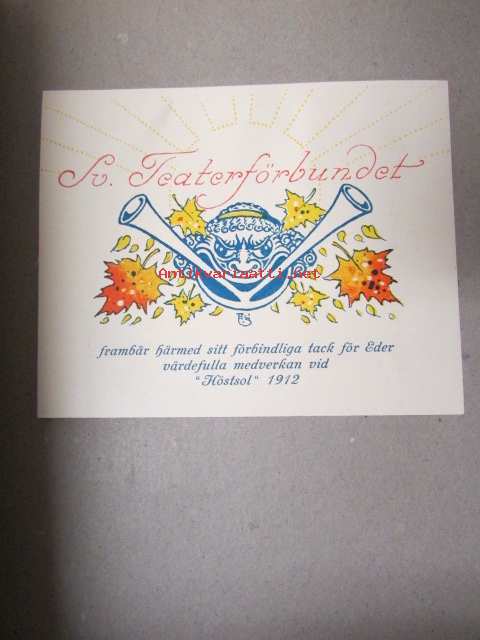 Sv. Teaterförbundet
Antikvariaatti.net
frambär härmed sitt förbindliga tack för Eder
värdefulla medverkan vid
"Höstsol" 1912